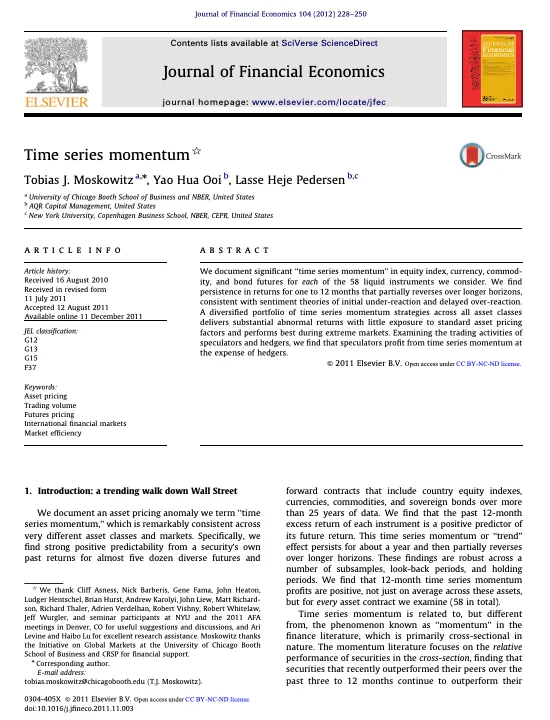 Journal of Financial Economics 104 (2012) 228–250
Contents lists available at SciVerse ScienceDirect
Journal of Financial Economics
journal homepage: www.elsevier.com/locate/jfec
ELSEVIER
JOURNAL OF
Financial
ECONOMICS
Time series momentum☆
CrossMark
Tobias J. Moskowitz a,*, Yao Hua Ooi b, Lasse Heje Pedersen b,c
a University of Chicago Booth School of Business and NBER, United States
b AQR Capital Management, United States
c New York University, Copenhagen Business School, NBER, CEPR, United States
ARTICLE INFO
Article history:
Received 16 August 2010
Received in revised form
11 July 2011
Accepted 12 August 2011
Available online 11 December 2011
JEL classification:
G12
G13
G15
F37
Keywords:
Asset pricing
Trading volume
Futures pricing
International financial markets
Market efficiency
ABSTRACT
We document significant "time series momentum" in equity index, currency, commod-
ity, and bond futures for each of the 58 liquid instruments we consider. We find
persistence in returns for one to 12 months that partially reverses over longer horizons,
consistent with sentiment theories of initial under-reaction and delayed over-reaction.
A diversified portfolio of time series momentum strategies across all asset classes
delivers substantial abnormal returns with little exposure to standard asset pricing
factors and performs best during extreme markets. Examining the trading activities of
speculators and hedgers, we find that speculators profit from time series momentum at
the expense of hedgers.
© 2011 Elsevier B.V. Open access under CC BY-NC-ND license.
1. Introduction: a trending walk down Wall Street
We document an asset pricing anomaly we term "time
series momentum," which is remarkably consistent across
very different asset classes and markets. Specifically, we
find strong positive predictability from a security's own
past returns for almost five dozen diverse futures and
☆ We thank Cliff Asness, Nick Barberis, Gene Fama, John Heaton,
Ludger Hentschel, Brian Hurst, Andrew Karolyi, John Liew, Matt Richard-
son, Richard Thaler, Adrien Verdelhan, Robert Vishny, Robert Whitelaw,
Jeff Wurgler, and seminar participants at NYU and the 2011 AFA
meetings in Denver, CO for useful suggestions and discussions, and Ari
Levine and Haibo Lu for excellent research assistance. Moskowitz thanks
the Initiative on Global Markets at the University of Chicago Booth
School of Business and CRSP for financial support.
* Corresponding author.
E-mail address:
tobias.moskowitz@chicagobooth.edu (T.J. Moskowitz).
forward contracts that include country equity indexes,
currencies, commodities, and sovereign bonds over more
than 25 years of data. We find that the past 12-month
excess return of each instrument is a positive predictor of
its future return. This time series momentum or "trend"
effect persists for about a year and then partially reverses
over longer horizons. These findings are robust across a
number of subsamples, look-back periods, and holding
periods. We find that 12-month time series momentum
profits are positive, not just on average across these assets,
but for every asset contract we examine (58 in total).
Time series momentum is related to, but different
from, the phenomenon known as "momentum" in the
finance literature, which is primarily cross-sectional in
nature. The momentum literature focuses on the relative
performance of securities in the cross-section, finding that
securities that recently outperformed their peers over the
past three to 12 months continue to outperform their
0304-405X © 2011 Elsevier B.V. Open access under CC BY-NC-ND license.
doi:10.1016/j.jfineco.2011.11.003